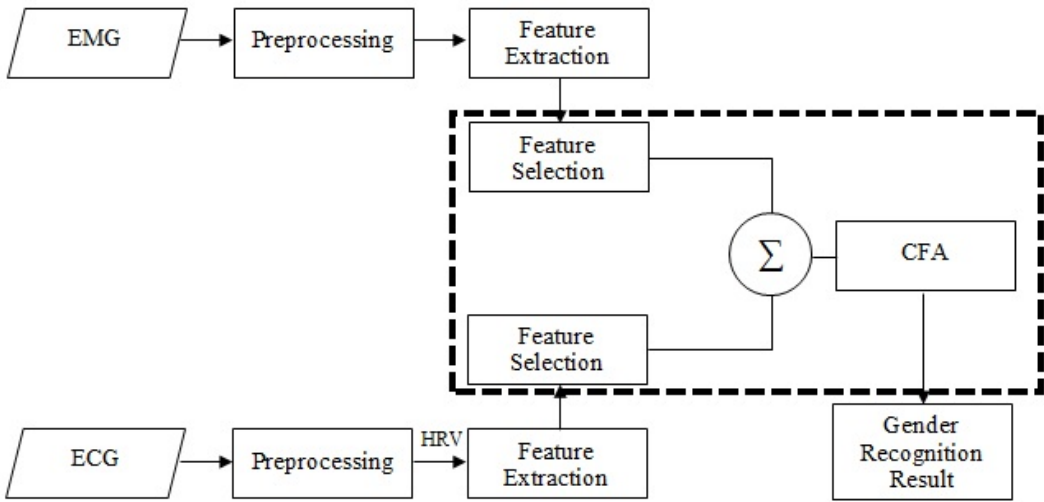 EMG
Preprocessing
Feature
Extraction
Feature
Selection
∑
CFA
Feature
Selection
ECG
Preprocessing
HRV
Feature
Extraction
Gender
Recognition
Result